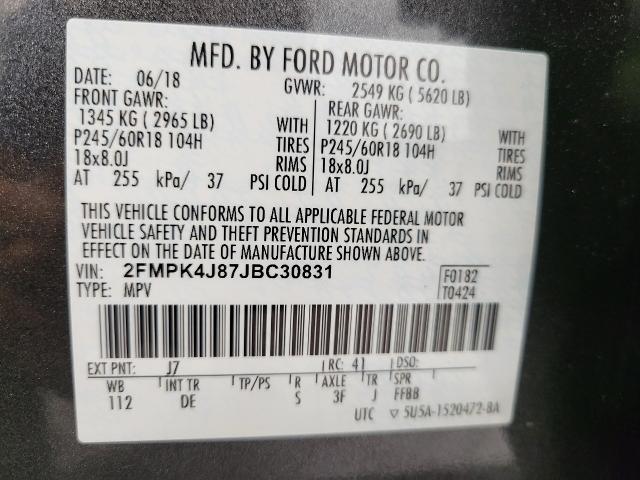 MFD. BY FORD MOTOR CO.
DATE: 06/18 GVWR: 2549 KG ( 5620 LB)
FRONT GAWR: REAR GAWR:
1345 KG ( 2965 LB) WITH 1220 KG ( 2690 LB) WITH
P245/60R18 104H TIRES P245/60R18 104H TIRES
18x8.0J RIMS 18x8.0J RIMS
AT 255 kPa/ 37 PSI COLD AT 255 kPa/ 37 PSI COLD
THIS VEHICLE CONFORMS TO ALL APPLICABLE FEDERAL MOTOR
VEHICLE SAFETY AND THEFT PREVENTION STANDARDS IN
EFFECT ON THE DATE OF MANUFACTURE SHOWN ABOVE.
VIN: 2FMPK4J87JBC30831 F0182
TYPE: MPV T0424
EXT PNT: J7 RC: 41 DSO:
WB INT TR TP/PS R AXLE TR SPR
112 DE S 3F J FFBB
UTC ▽ 5U5A-1520472-BA